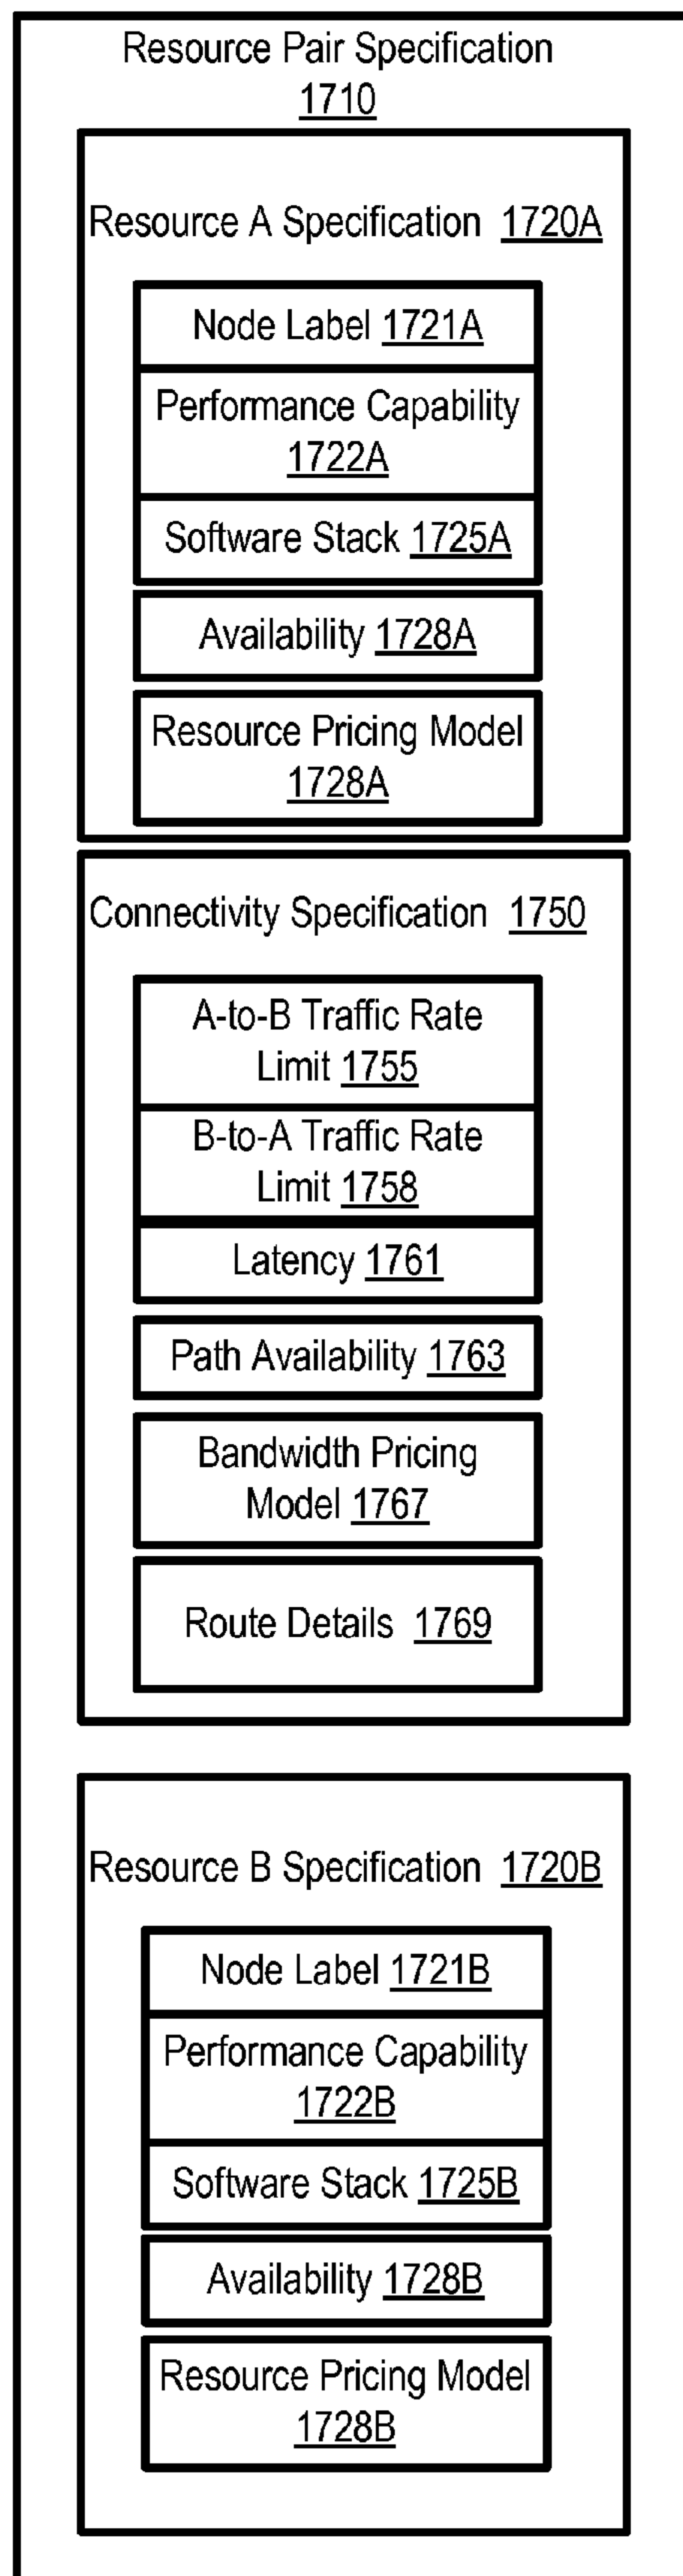 Resource Pair Specification
1710
Resource A Specification 1720A
Node Label 1721A
Performance Capability
1722A
Software Stack 1725A
Availability 1728A
Resource Pricing Model
1728A
Connectivity Specification 1750
A-to-B Traffic Rate
Limit 1755
B-to-A Traffic Rate
Limit 1758
Latency 1761
Path Availability 1763
Bandwidth Pricing
Model 1767
Route Details 1769
Resource B Specification 1720B
Node Label 1721B
Performance Capability
1722B
Software Stack 1725B
Availability 1728B
Resource Pricing Model
1728B